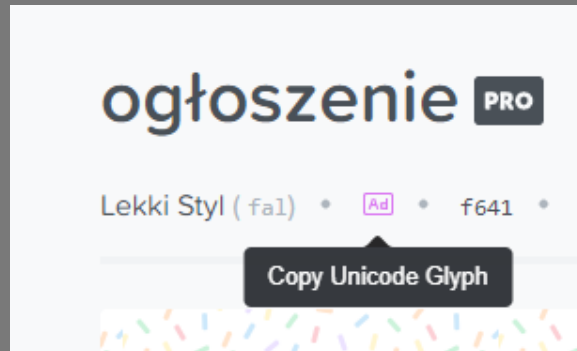 ogłoszenie PRO
Lekki Styl (fal) • Ad • f641 •
Copy Unicode Glyph